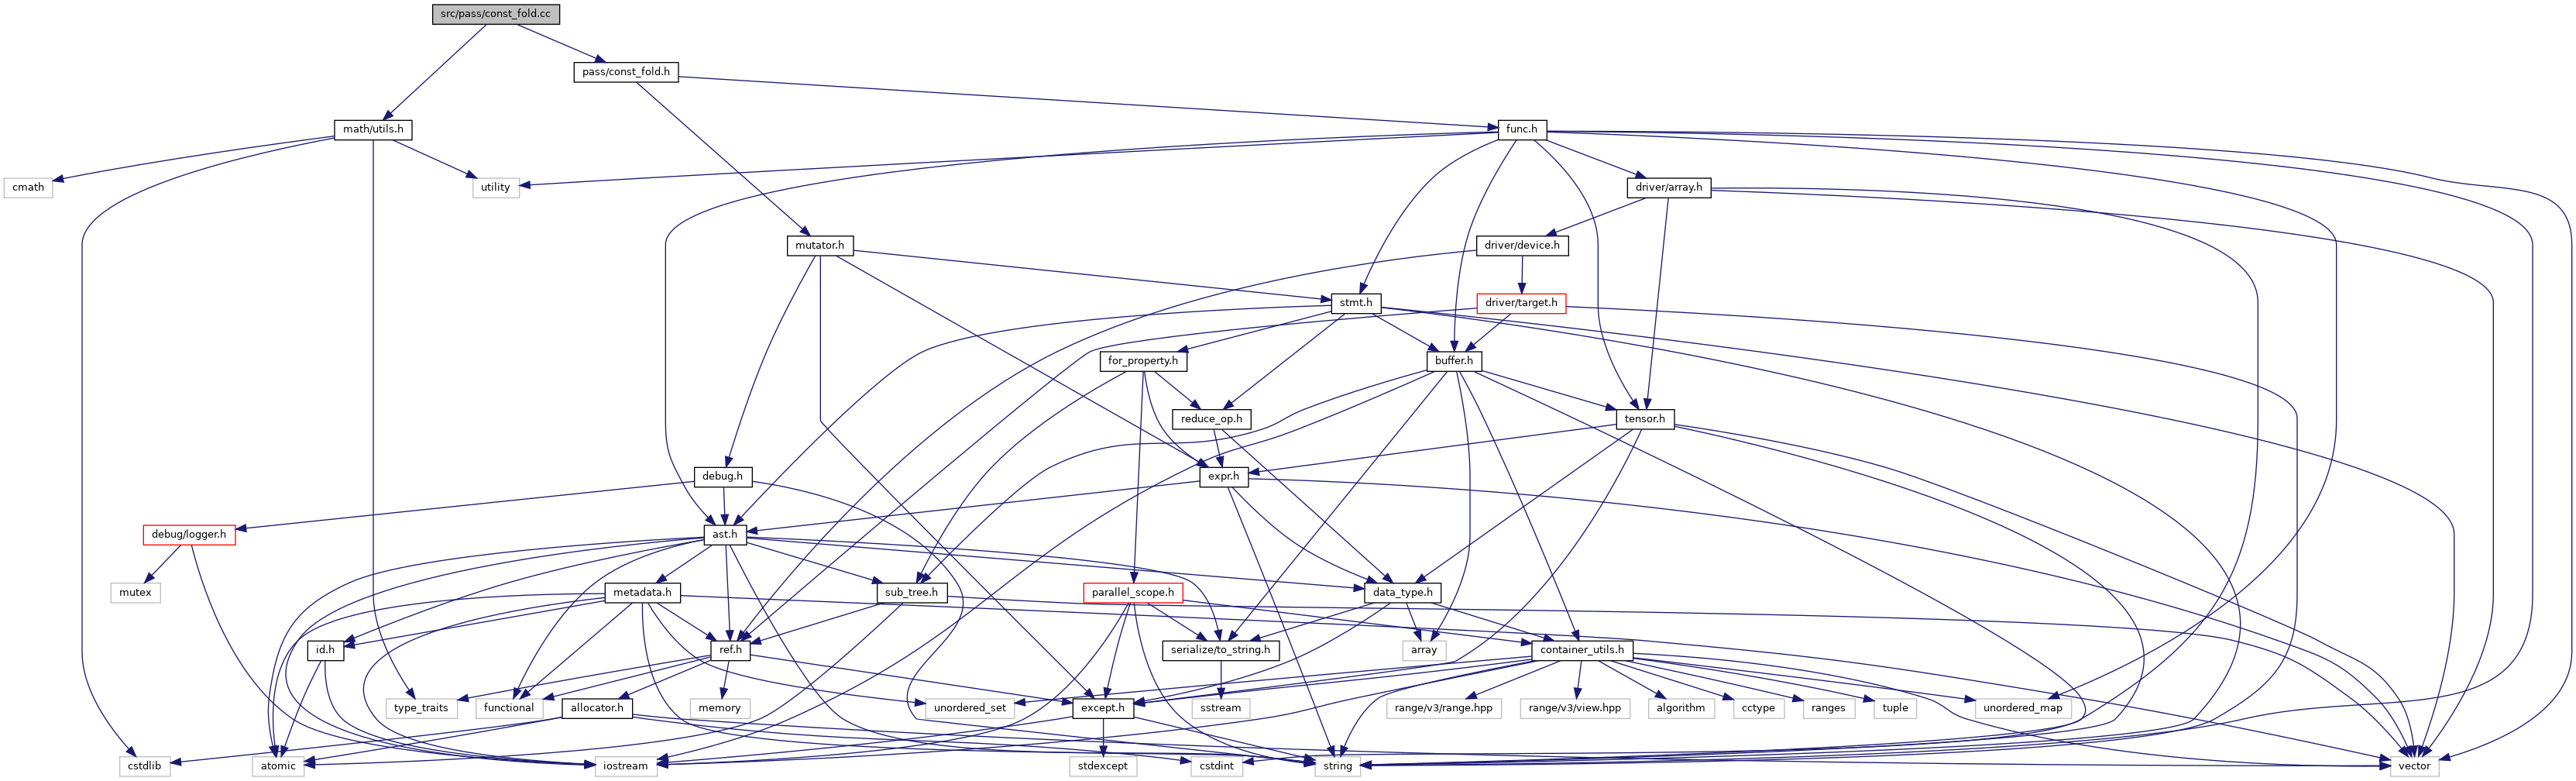 src/pass/const_fold.cc
pass/const_fold.h
math/utils.h
func.h
cmath
utility
driver/array.h
mutator.h
driver/device.h
stmt.h
driver/target.h
for_property.h
buffer.h
reduce_op.h
tensor.h
debug.h
expr.h
debug/logger.h
ast.h
mutex
metadata.h
sub_tree.h
parallel_scope.h
data_type.h
id.h
ref.h
serialize/to_string.h
array
container_utils.h
type_traits
functional
allocator.h
memory
unordered_set
except.h
sstream
range/v3/range.hpp
range/v3/view.hpp
algorithm
cctype
ranges
tuple
unordered_map
cstdlib
atomic
iostream
stdexcept
cstdint
string
vector